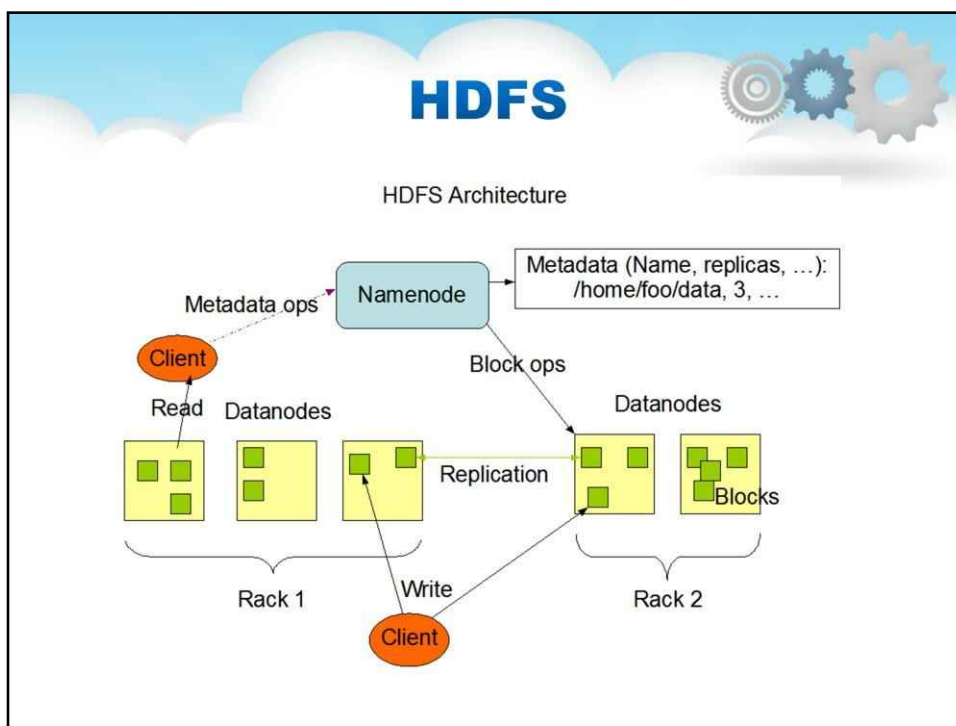 HDFS
HDFS Architecture
Metadata (Name, replicas, …):
/home/foo/data, 3, …
Namenode
Metadata ops
Client
Block ops
Read
Datanodes
Datanodes
Replication
Blocks
Write
Rack 1
Rack 2
Client